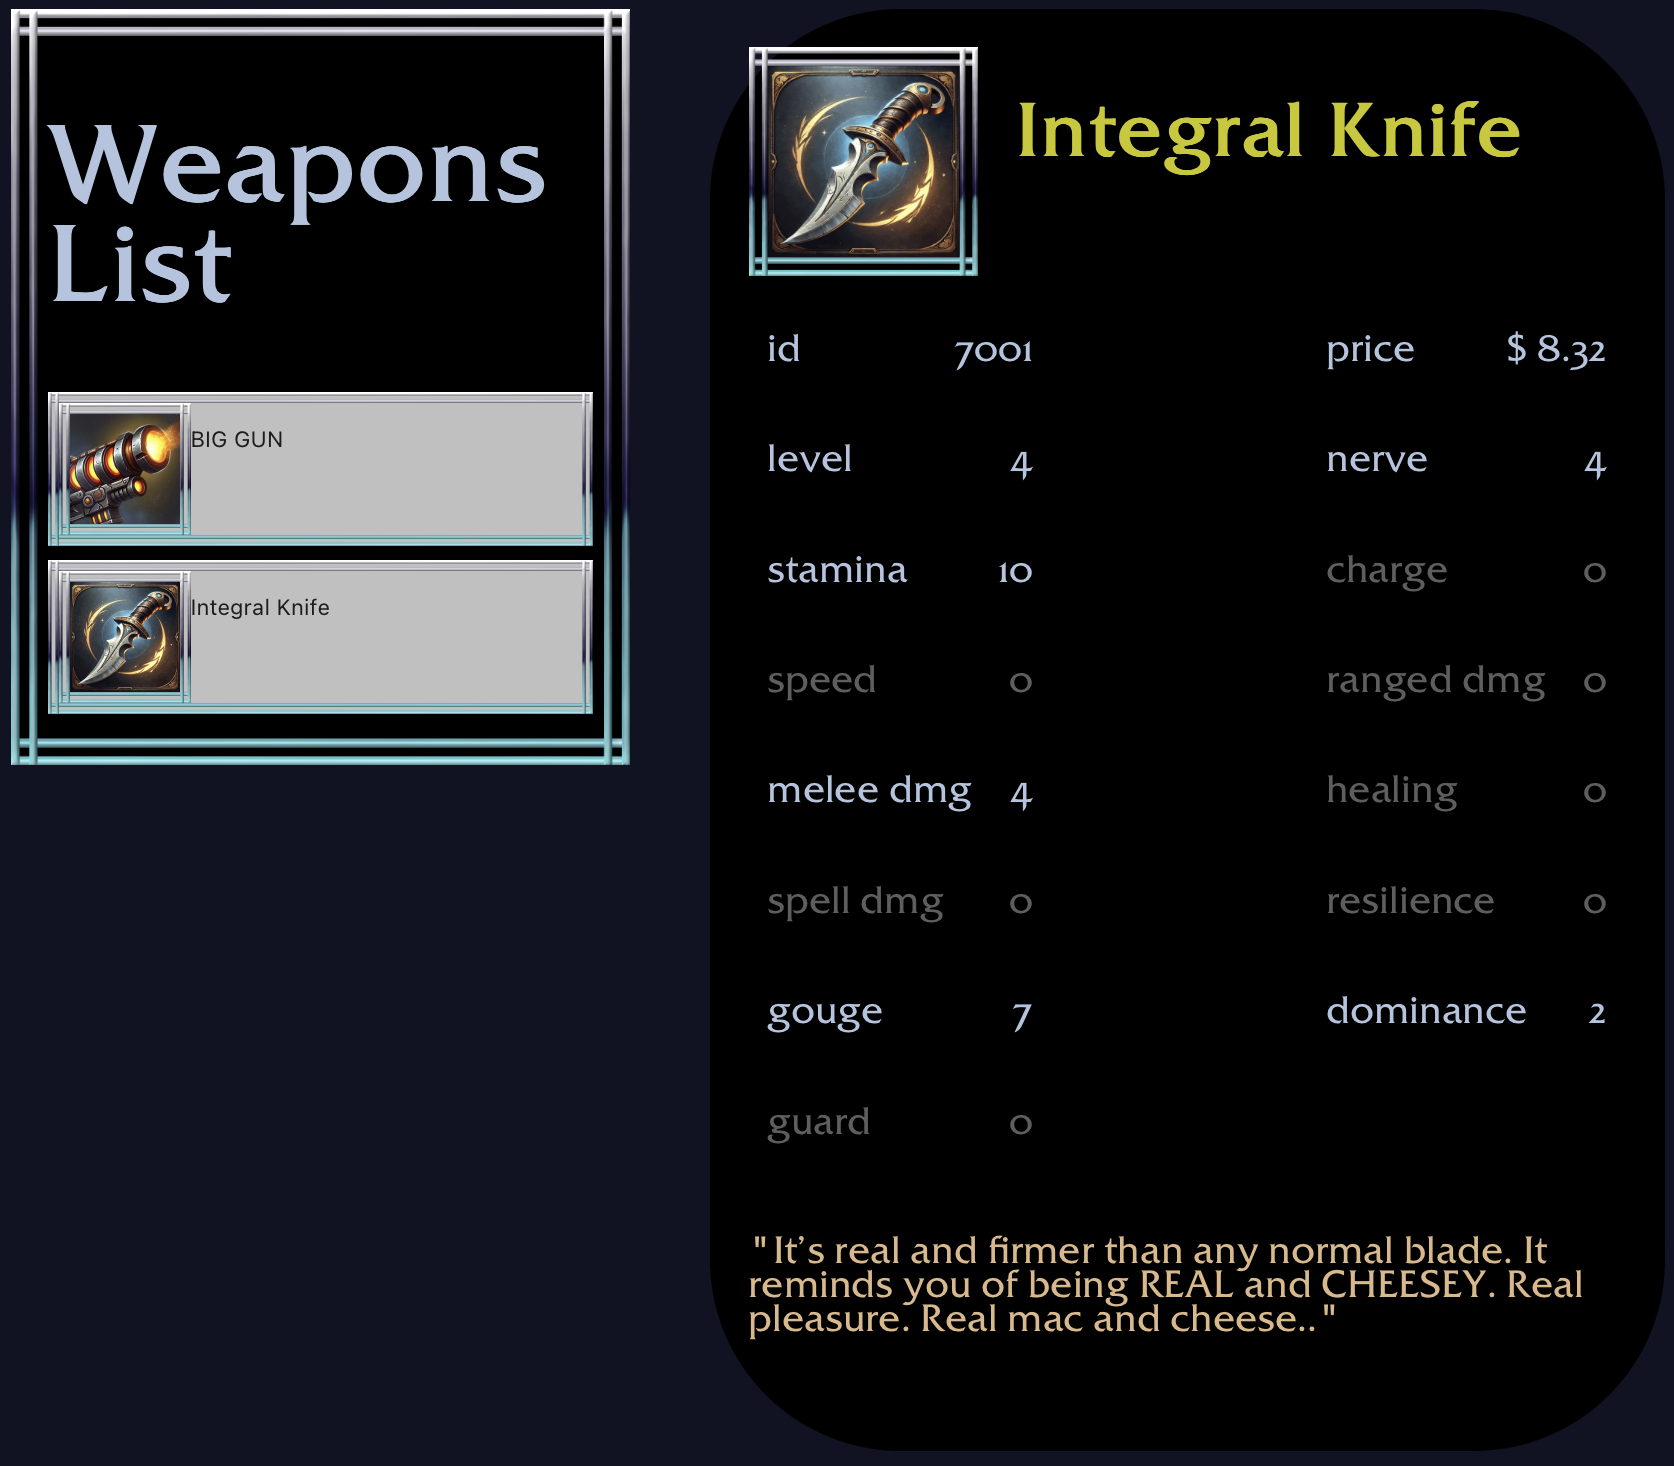 Weapons
List
BIG GUN
Integral Knife
Integral Knife
id 7001 price $ 8.32
level 4 nerve 4
stamina 10 charge 0
speed 0 ranged dmg 0
melee dmg 4 healing 0
spell dmg 0 resilience 0
gouge 7 dominance 2
guard 0
"It's real and firmer than any normal blade. It
reminds you of being REAL and CHEESEY. Real
pleasure. Real mac and cheese.."